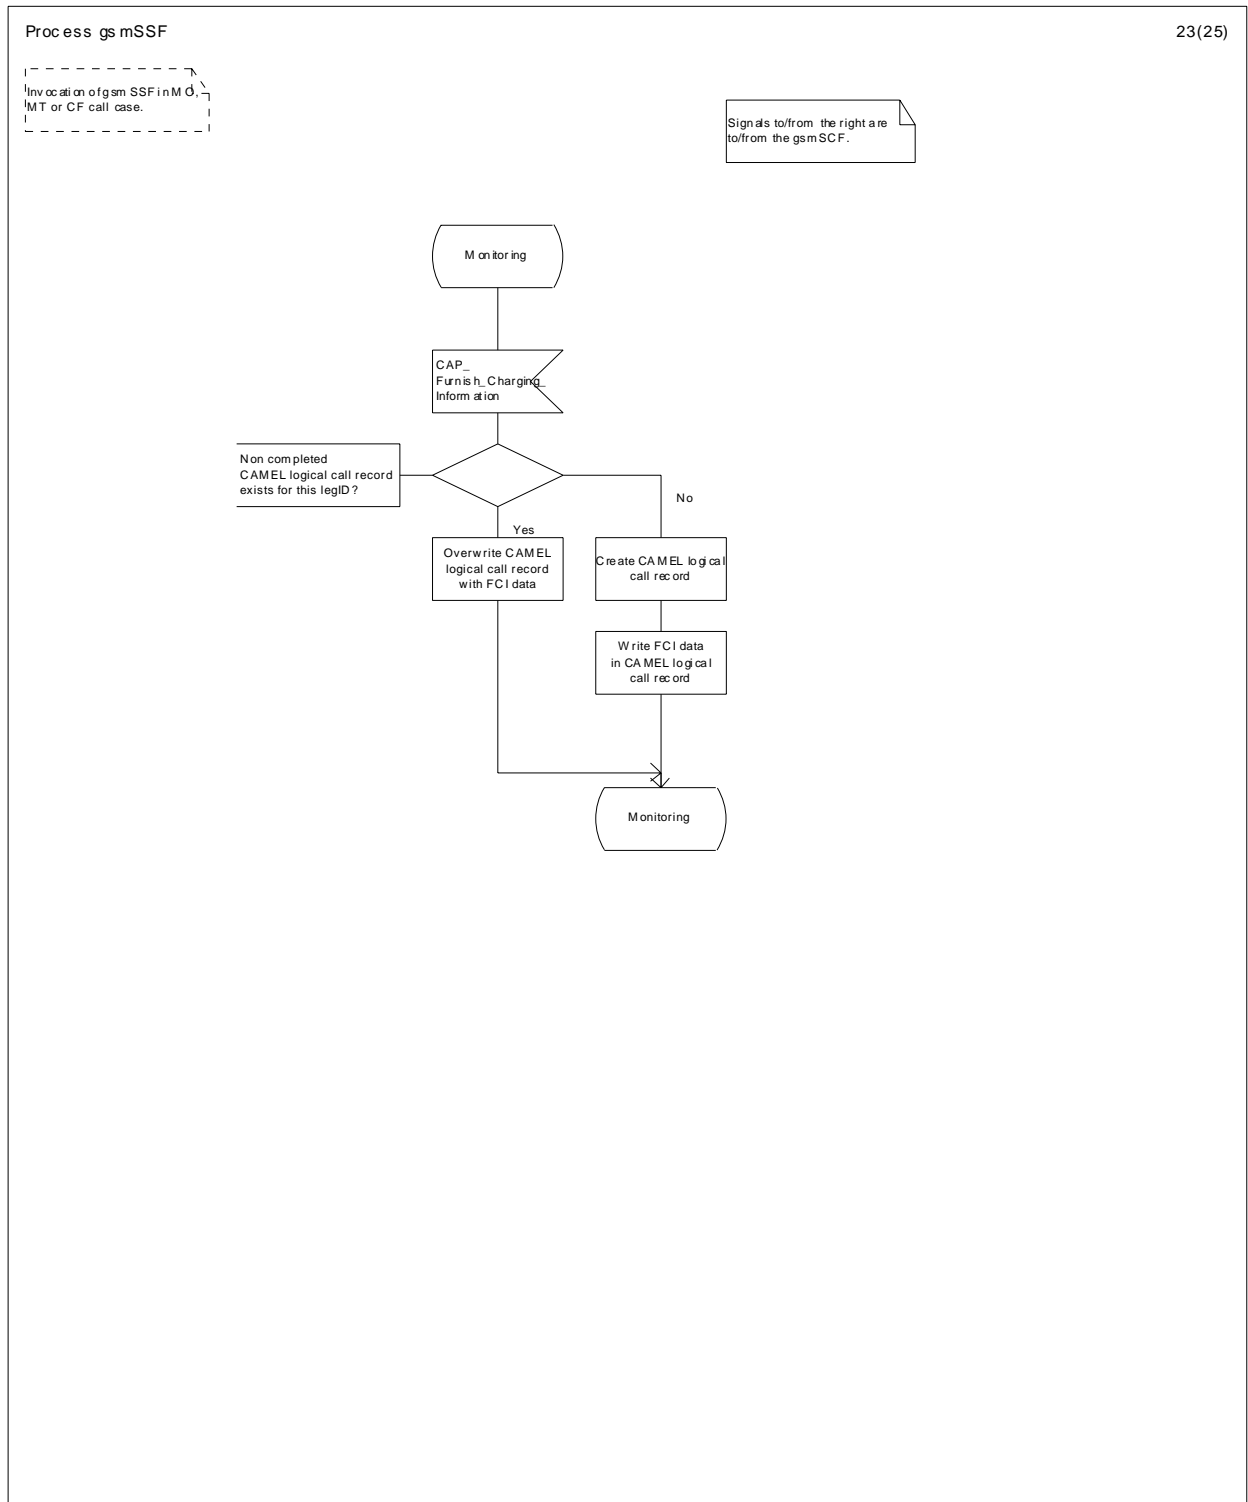 Process gsmSSF
23(25)
Invocation of gsm SSF in MO,
MT or CF call case.
Signals to/from the right are
to/from the gsmSCF.
Monitoring
CAP_
Furnish_Charging_
Information
Non completed
CAMEL logical call record
exists for this legID?
No
Yes
Overwrite CAMEL
logical call record
with FCI data
Create CAMEL logical
call record
Write FCI data
in CAMEL logical
call record
Monitoring